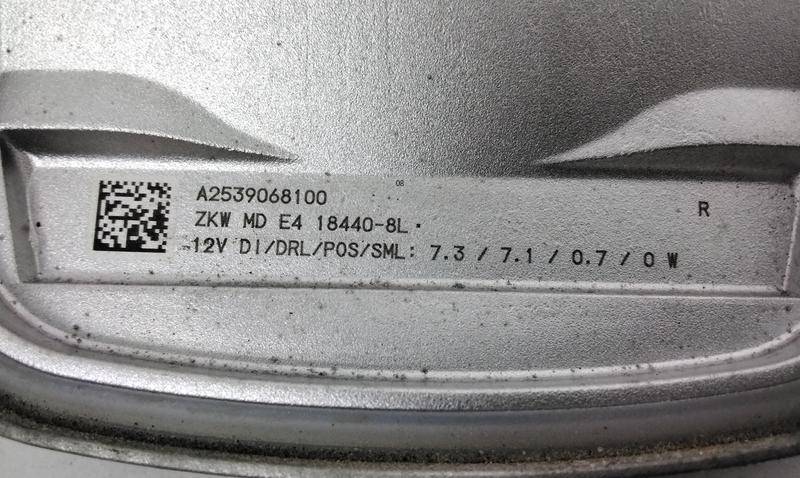 08
A2539068100
R
ZKW MD E4 18440-8L
12V DI/DRL/POS/SML: 7.3 / 7.1 / 0.7 / 0 W